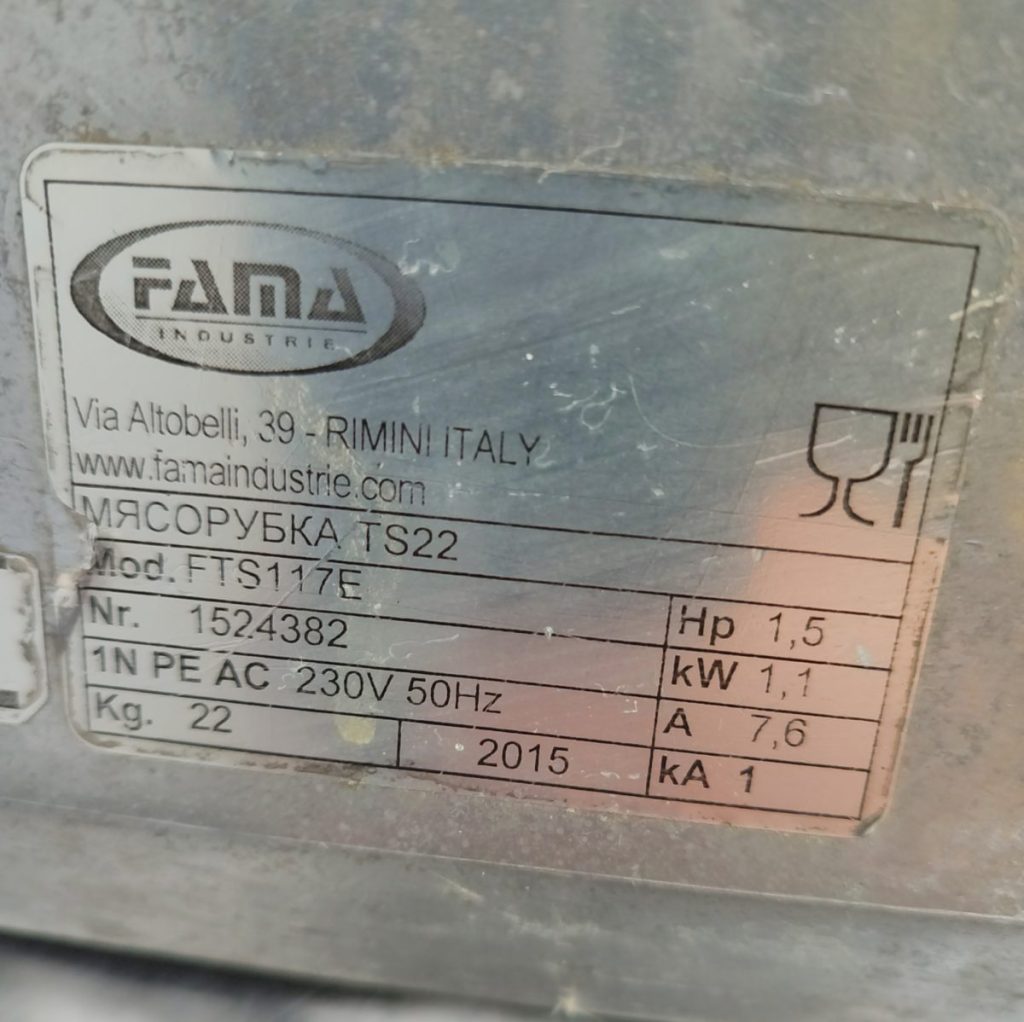 FAMA
INDUSTRIE
Via Altobelli, 39 - RIMINI ITALY
www.famaindustrie.com
МЯСОРУБКА TS22
Mod. FTS117E
Nr. 1524382
Hp 1,5
1N PE AC 230V 50Hz
kW 1,1
Kg. 22
2015
A 7,6
kA 1